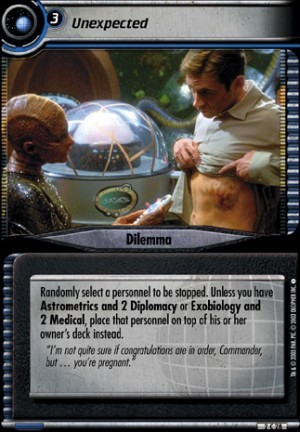 3
Unexpected
Dilemma
Randomly select a personnel to be stopped. Unless you have
Astrometrics and 2 Diplomacy or Exobiology and
2 Medical, place that personnel on top of his or her
owner's deck instead.
"I'm not quite sure if congratulations are in order, Commander,
but ... you're pregnant."
2 C 76